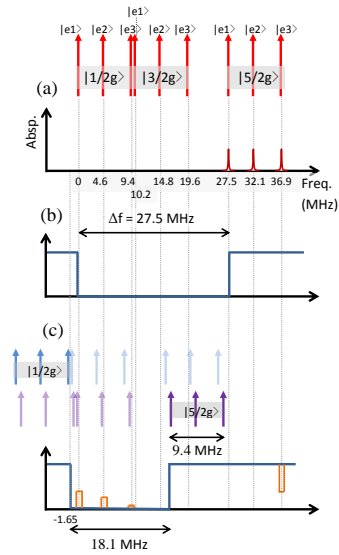 |e1⟩
|e1⟩ |e2⟩ |e3⟩ |e2⟩ |e3⟩ |e1⟩ |e2⟩ |e3⟩
|1/2g⟩ |3/2g⟩ |5/2g⟩
(a)
Absp.
0 4.6 9.4 14.8 19.6 27.5 32.1 36.9 Freq.
10.2 (MHz)
(b)
Δf = 27.5 MHz
(c)
|1/2g⟩
|5/2g⟩
9.4 MHz
-1.65
18.1 MHz